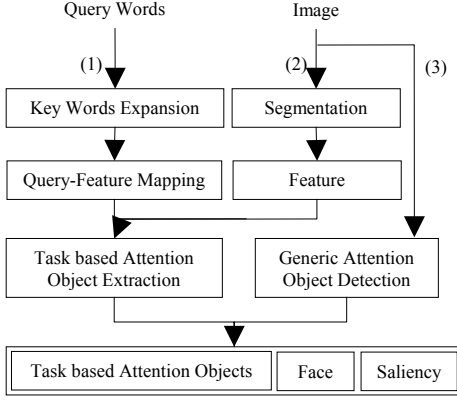 Query Words
Image
(1)
(2)
(3)
Key Words Expansion
Segmentation
Query-Feature Mapping
Feature
Task based Attention
Object Extraction
Generic Attention
Object Detection
Task based Attention Objects
Face
Saliency